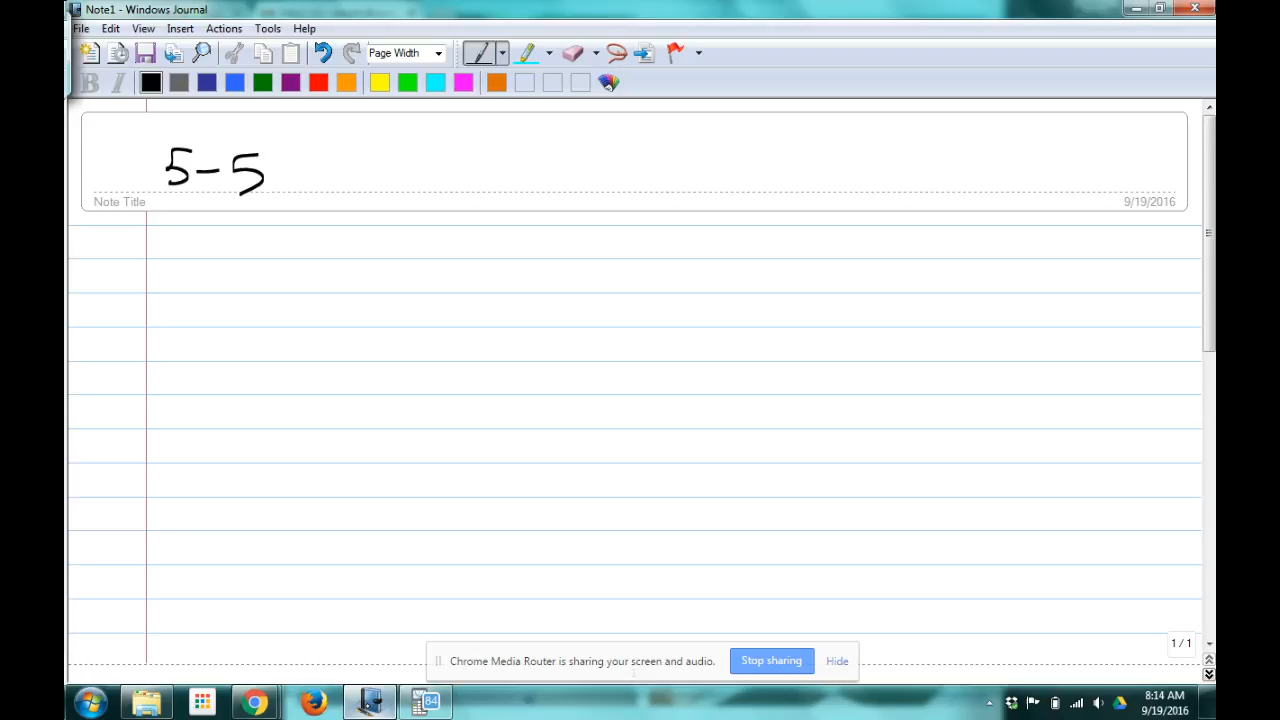 Note1 - Windows Journal
File Edit View Insert Actions Tools Help
Page Width
B I
5-5
Note Title
9/19/2016
1 / 1
Chrome Media Router is sharing your screen and audio. Stop sharing Hide
84
8:14 AM
9/19/2016